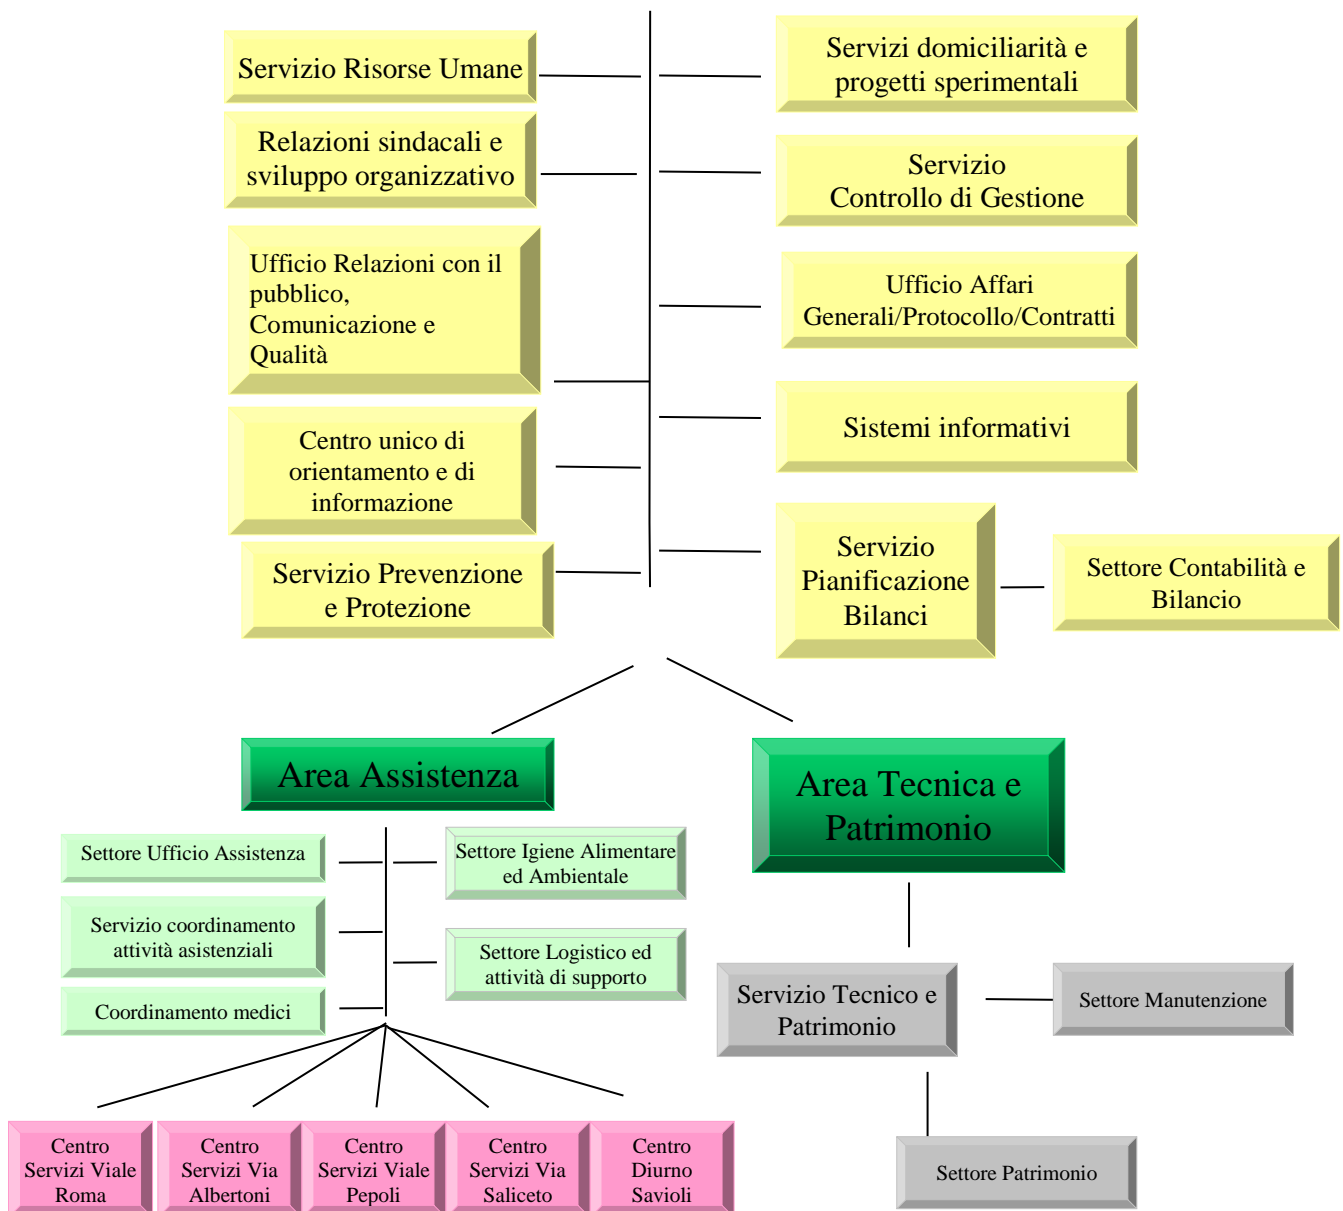 Servizio Risorse Umane
Servizi domiciliarità e
progetti sperimentali
Relazioni sindacali e
sviluppo organizzativo
Servizio
Controllo di Gestione
Ufficio Relazioni con il
pubblico,
Comunicazione e
Qualità
Ufficio Affari
Generali/Protocollo/Contratti
Centro unico di
orientamento e di
informazione
Sistemi informativi
Servizio Prevenzione
e Protezione
Servizio
Pianificazione
Bilanci
Settore Contabilità e
Bilancio
Area Assistenza
Area Tecnica e
Patrimonio
Settore Ufficio Assistenza
Settore Igiene Alimentare
ed Ambientale
Servizio coordinamento
attività asistenziali
Settore Logistico ed
attività di supporto
Coordinamento medici
Servizio Tecnico e
Patrimonio
Settore Manutenzione
Centro
Servizi Viale
Roma
Centro
Servizi Via
Albertoni
Centro
Servizi Viale
Pepoli
Centro
Servizi Via
Saliceto
Centro
Diurno
Savioli
Settore Patrimonio